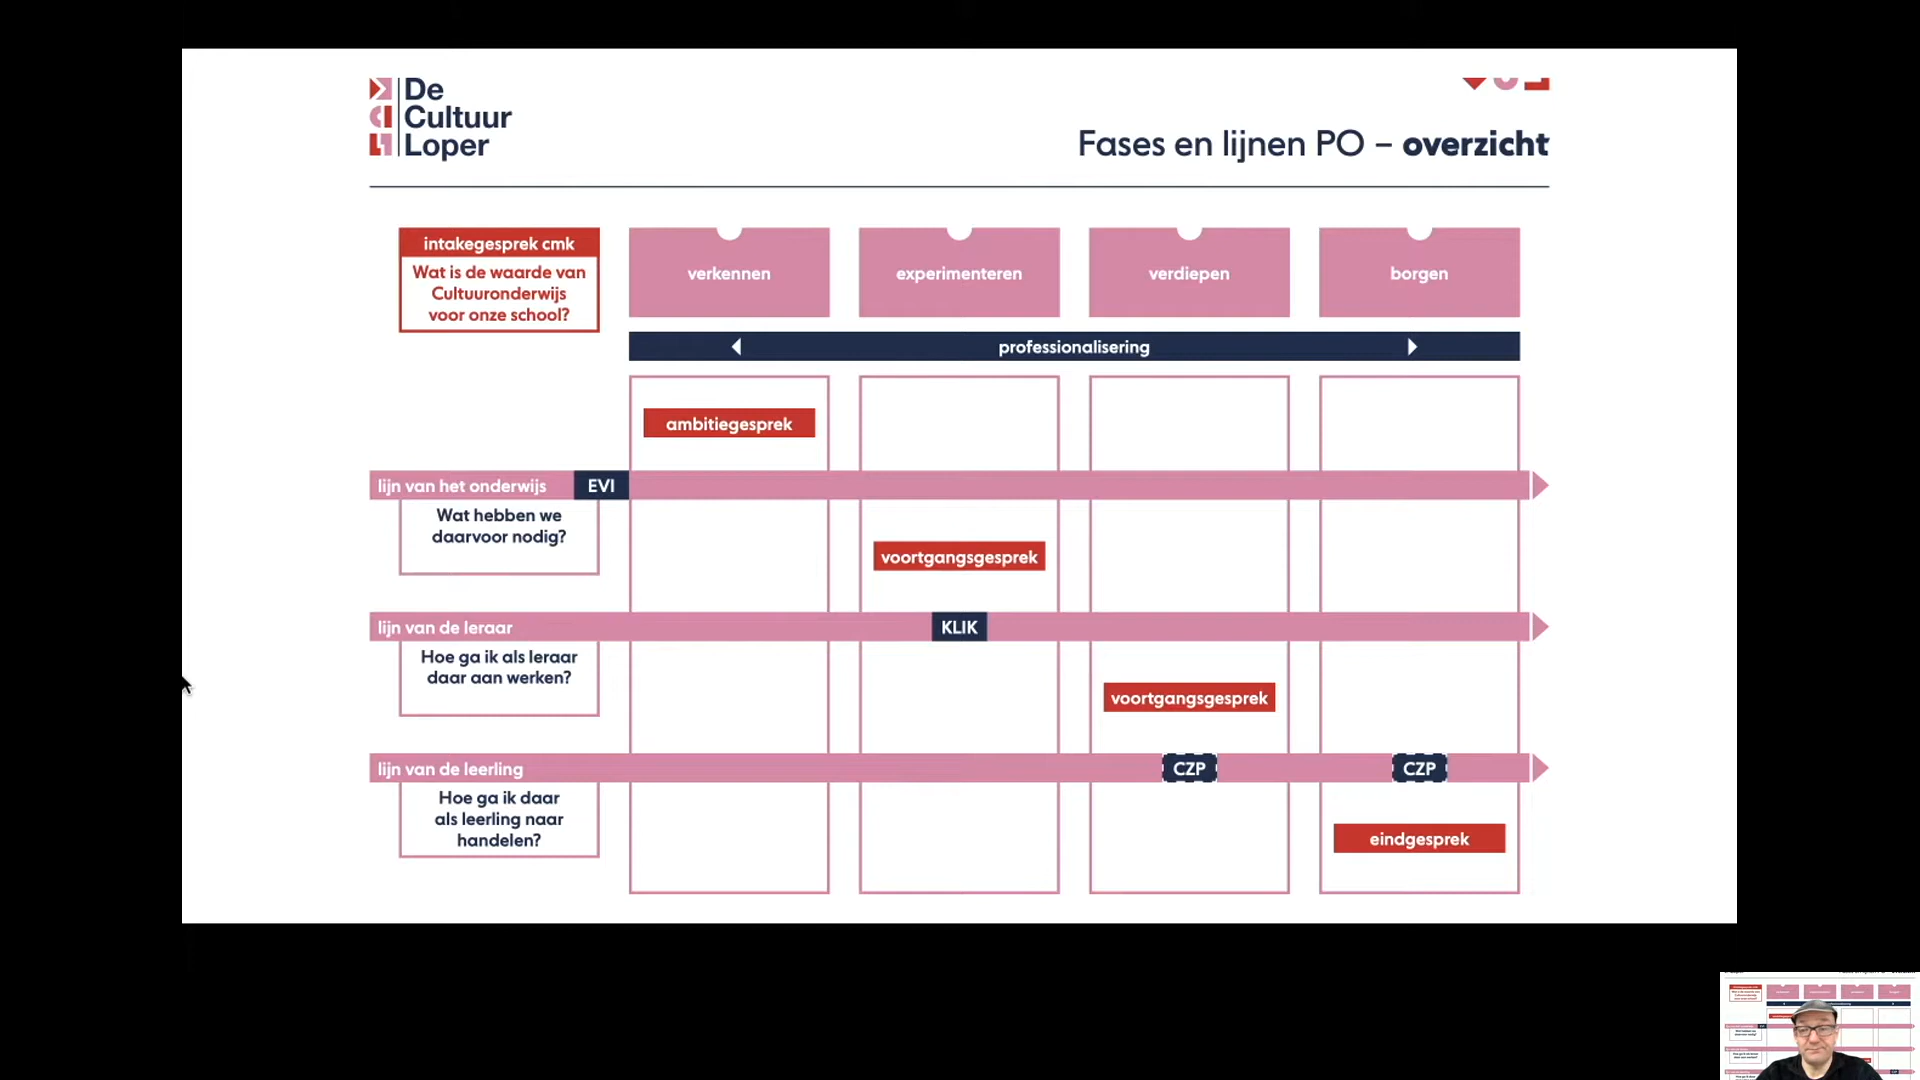 De
Cultuur
Loper
Fases en lijnen PO – overzicht
intakegesprek cmk
Wat is de waarde van
Cultuuronderwijs
voor onze school?
verkennen
experimenteren
verdiepen
borgen
professionalisering
ambitiegesprek
lijn van het onderwijs
EVI
Wat hebben we
daarvoor nodig?
voortgangsgesprek
lijn van de leraar
KLIK
Hoe ga ik als leraar
daar aan werken?
voortgangsgesprek
lijn van de leerling
CZP
CZP
Hoe ga ik daar
als leerling naar
handelen?
eindgesprek